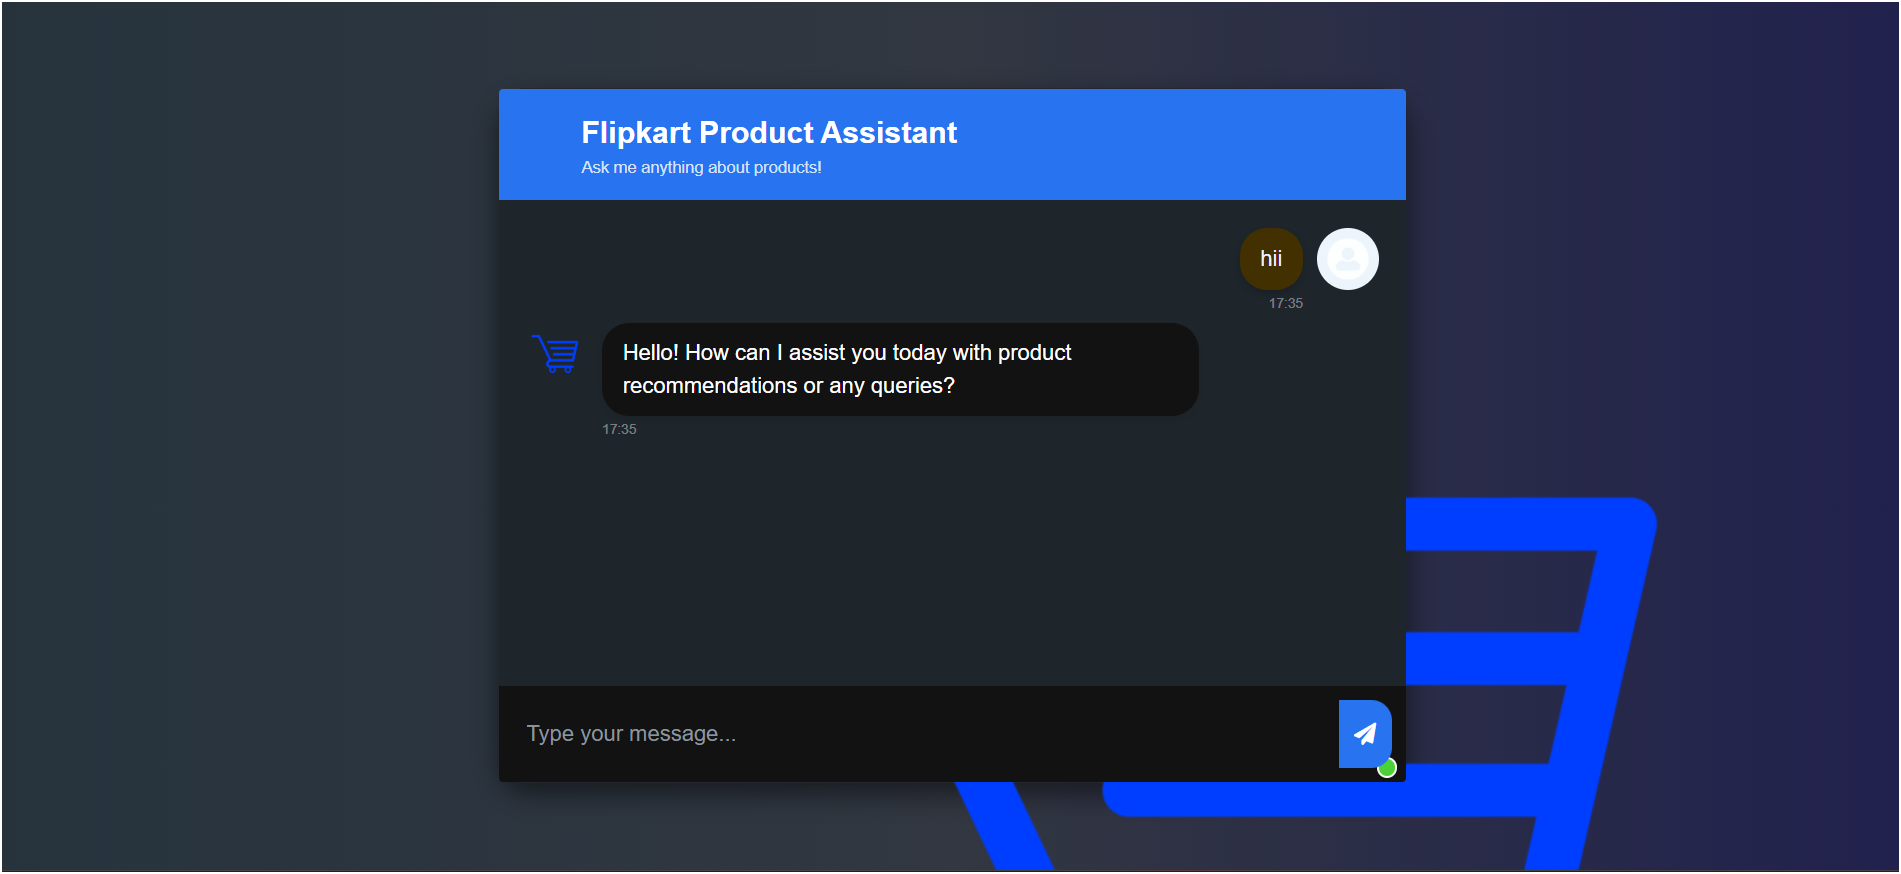 Flipkart Product Assistant
Ask me anything about products!
hii
17:35
Hello! How can I assist you today with product
recommendations or any queries?
17:35
Type your message...